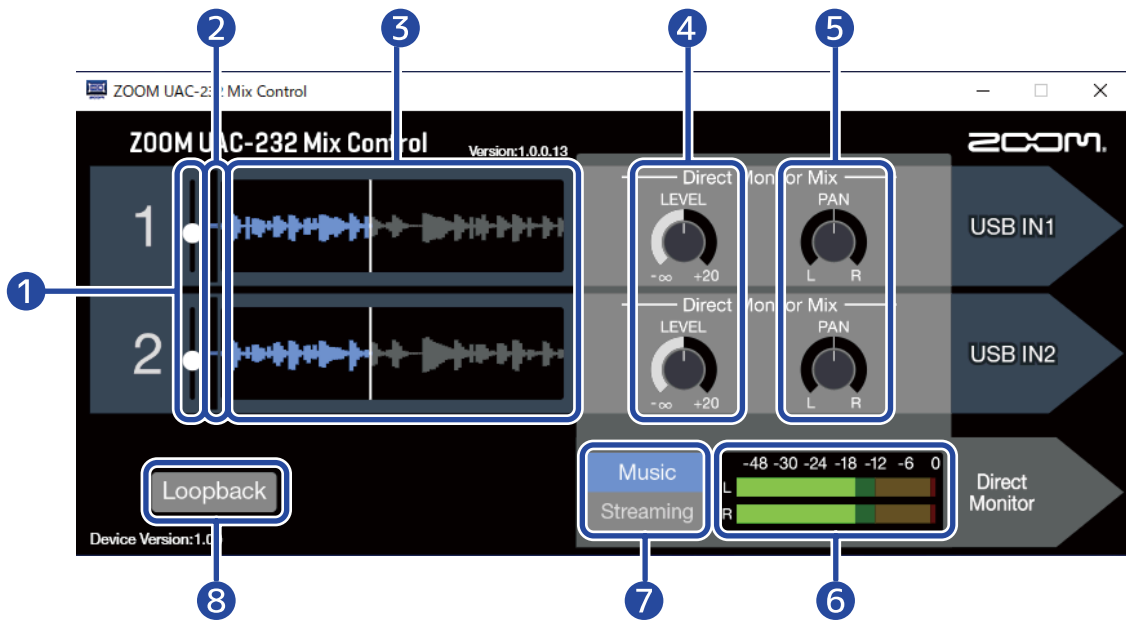 2 3 4 5
ZOOM UAC-232 Mix Control
ZOOM UAC-232 Mix Control Version:1.0.0.13
ZOOM.
Direct Monitor Mix
LEVEL PAN
1
USB IN1
-∞ +20 L R
1
Direct Monitor Mix
LEVEL PAN
2
USB IN2
-∞ +20 L R
Music
-48 -30 -24 -18 -12 -6 0
Loopback
L
Direct
Monitor
Streaming
R
Device Version:1.0
8 7 6